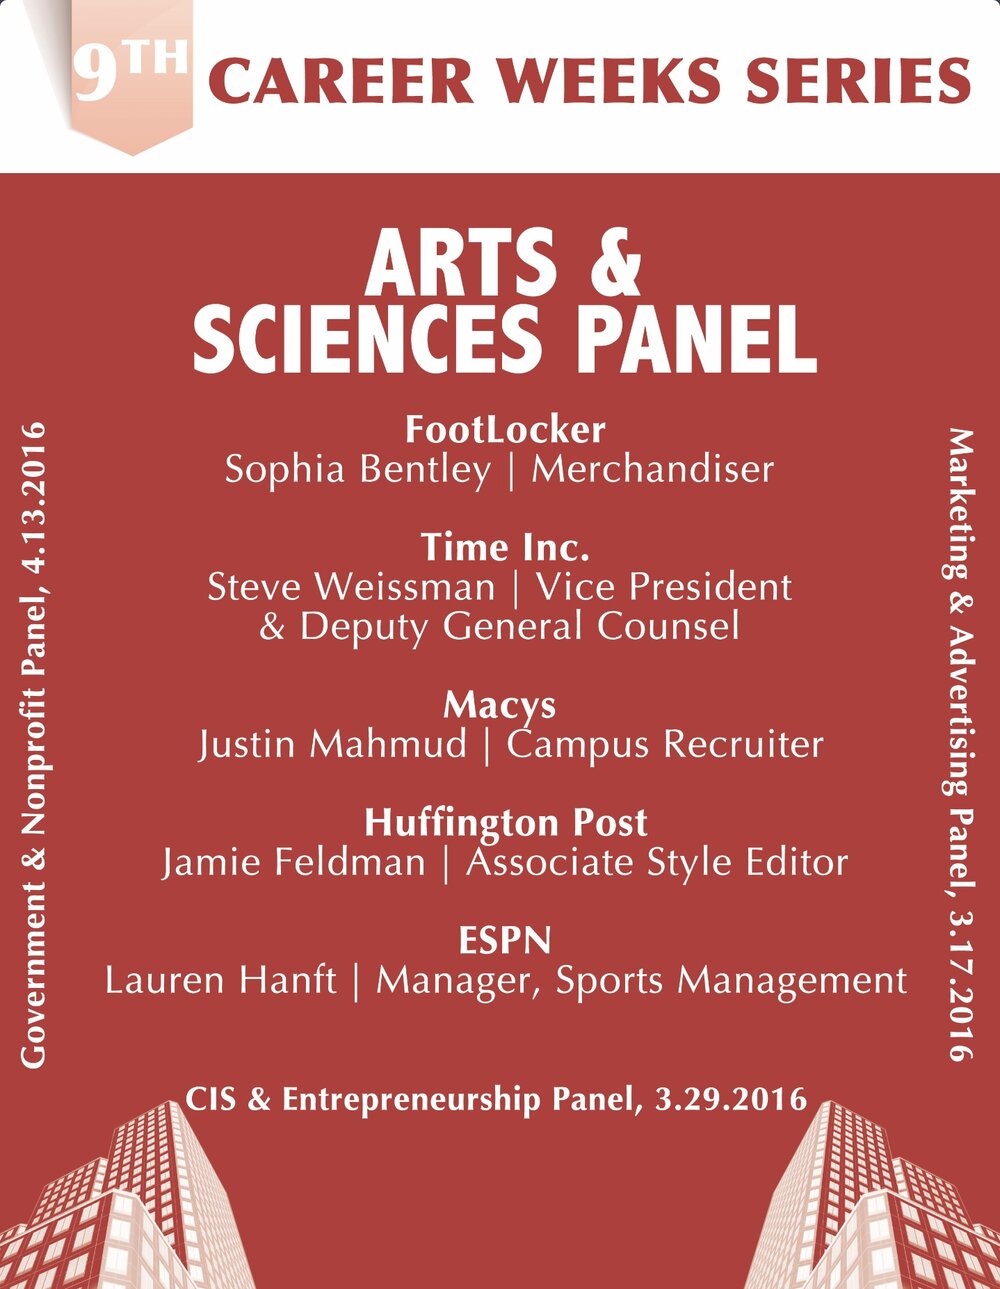 9TH CAREER WEEKS SERIES
ARTS &
SCIENCES PANEL
FootLocker
Sophia Bentley | Merchandiser
Time Inc.
Steve Weissman | Vice President
& Deputy General Counsel
Macys
Justin Mahmud | Campus Recruiter
Huffington Post
Jamie Feldman | Associate Style Editor
ESPN
Lauren Hanft | Manager, Sports Management
CIS & Entrepreneurship Panel, 3.29.2016
Government & Nonprofit Panel, 4.13.2016
Marketing & Advertising Panel, 3.17.2016